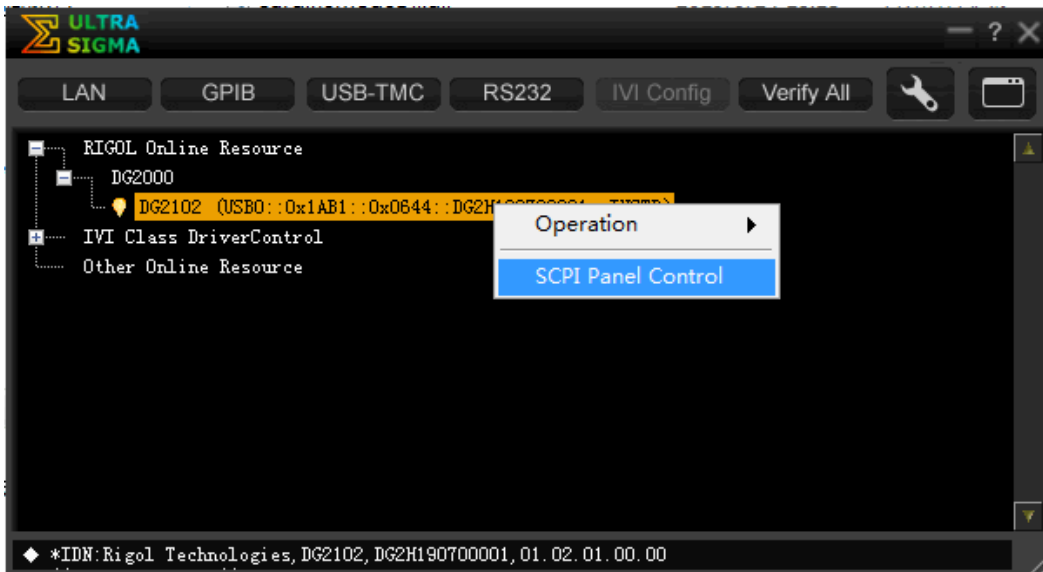 ULTRA
SIGMA
?
LAN GPIB USB-TMC RS232 IVI Config Verify All
RIGOL Online Resource
DG2000
DG2102 (USB0::0x1AB1::0x0644::DG2H
Operation
IVI Class DriverControl
SCPI Panel Control
Other Online Resource
*IDN:Rigol Technologies,DG2102,DG2H190700001,01.02.01.00.00